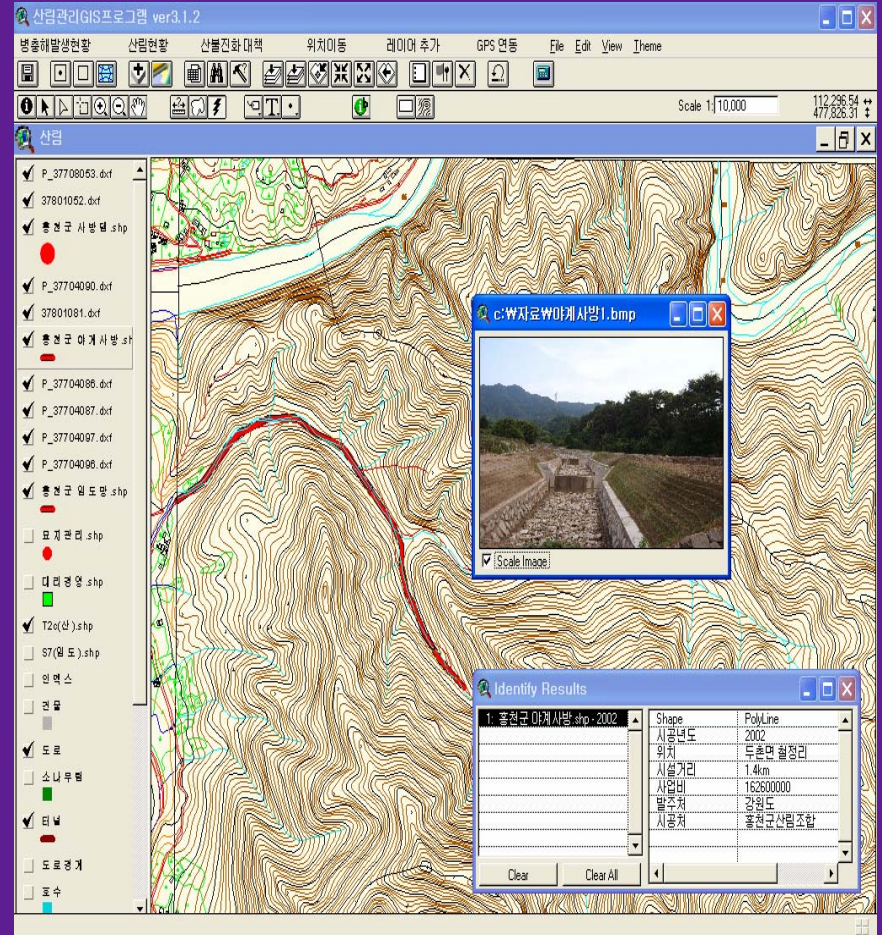 산림관리GIS프로그램 ver3.1.2
병충해발생현황 산림현황 산불진화대책 위치이동 레이어 추가 GPS 연동 File Edit View Theme
Scale 1: 10,000
112,296.54
477,826.31
산림
P_37708053.dxf
37801052.dxf
홍천군 사방댐.shp
P_37704090.dxf
37801081.dxf
홍천군 야계사방.sh
P_37704086.dxf
P_37704087.dxf
P_37704097.dxf
P_37704096.dxf
홍천군 임도망.shp
묘지관리.shp
대리경영.shp
T2c(산).shp
S7(임도).shp
인덱스
건물
도로
소나무림
터널
도로경계
호수
c:₩자료₩야계사방1.bmp
Scale Image
Identify Results
1: 홍천군 야계사방.shp - 2002
Shape PolyLine
시공년도 2002
위치 두촌면 철정리
시설거리 1.4km
사업비 162600000
발주처 강원도
시공처 홍천군산림조합
Clear Clear All